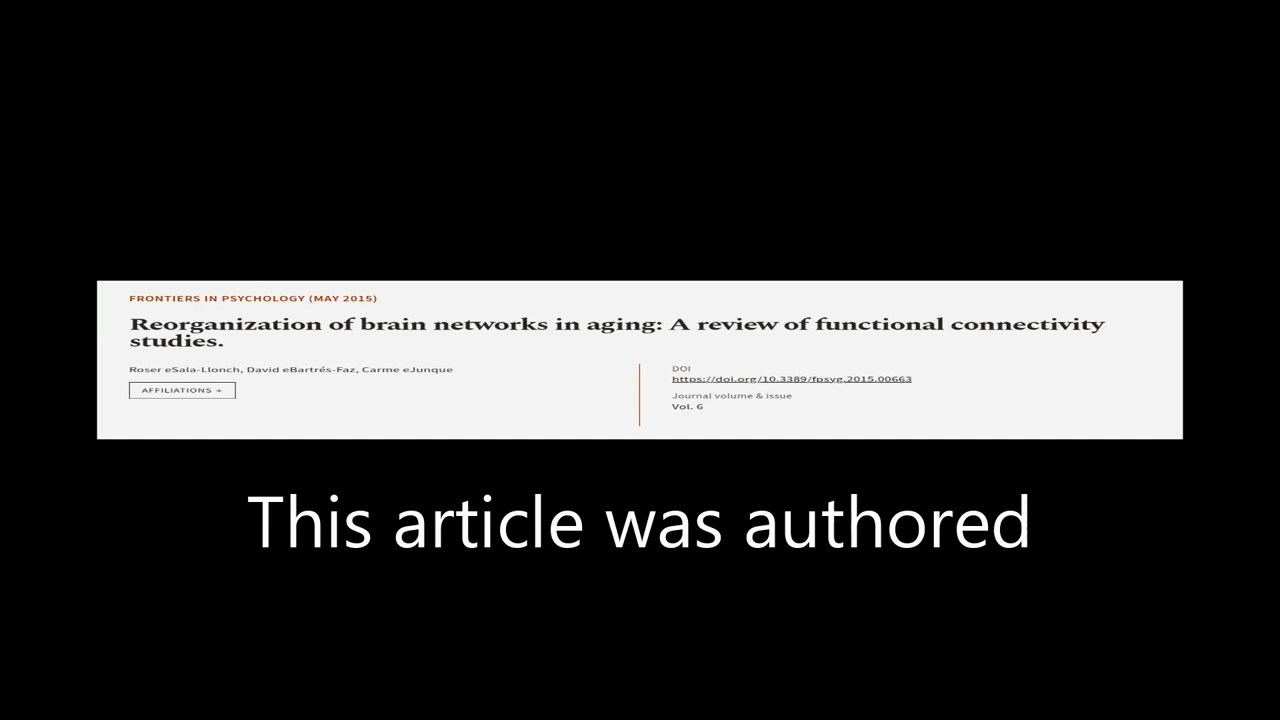 FRONTIERS IN PSYCHOLOGY (MAY 2015)
Reorganization of brain networks in aging: A review of functional connectivity
studies.
Roser eSala-Llonch, David eBartrés-Faz, Carme eJunque
AFFILIATIONS +
DOI
https://doi.org/10.3389/fpsyg.2015.00663
Journal volume & issue
Vol. 6
This article was authored